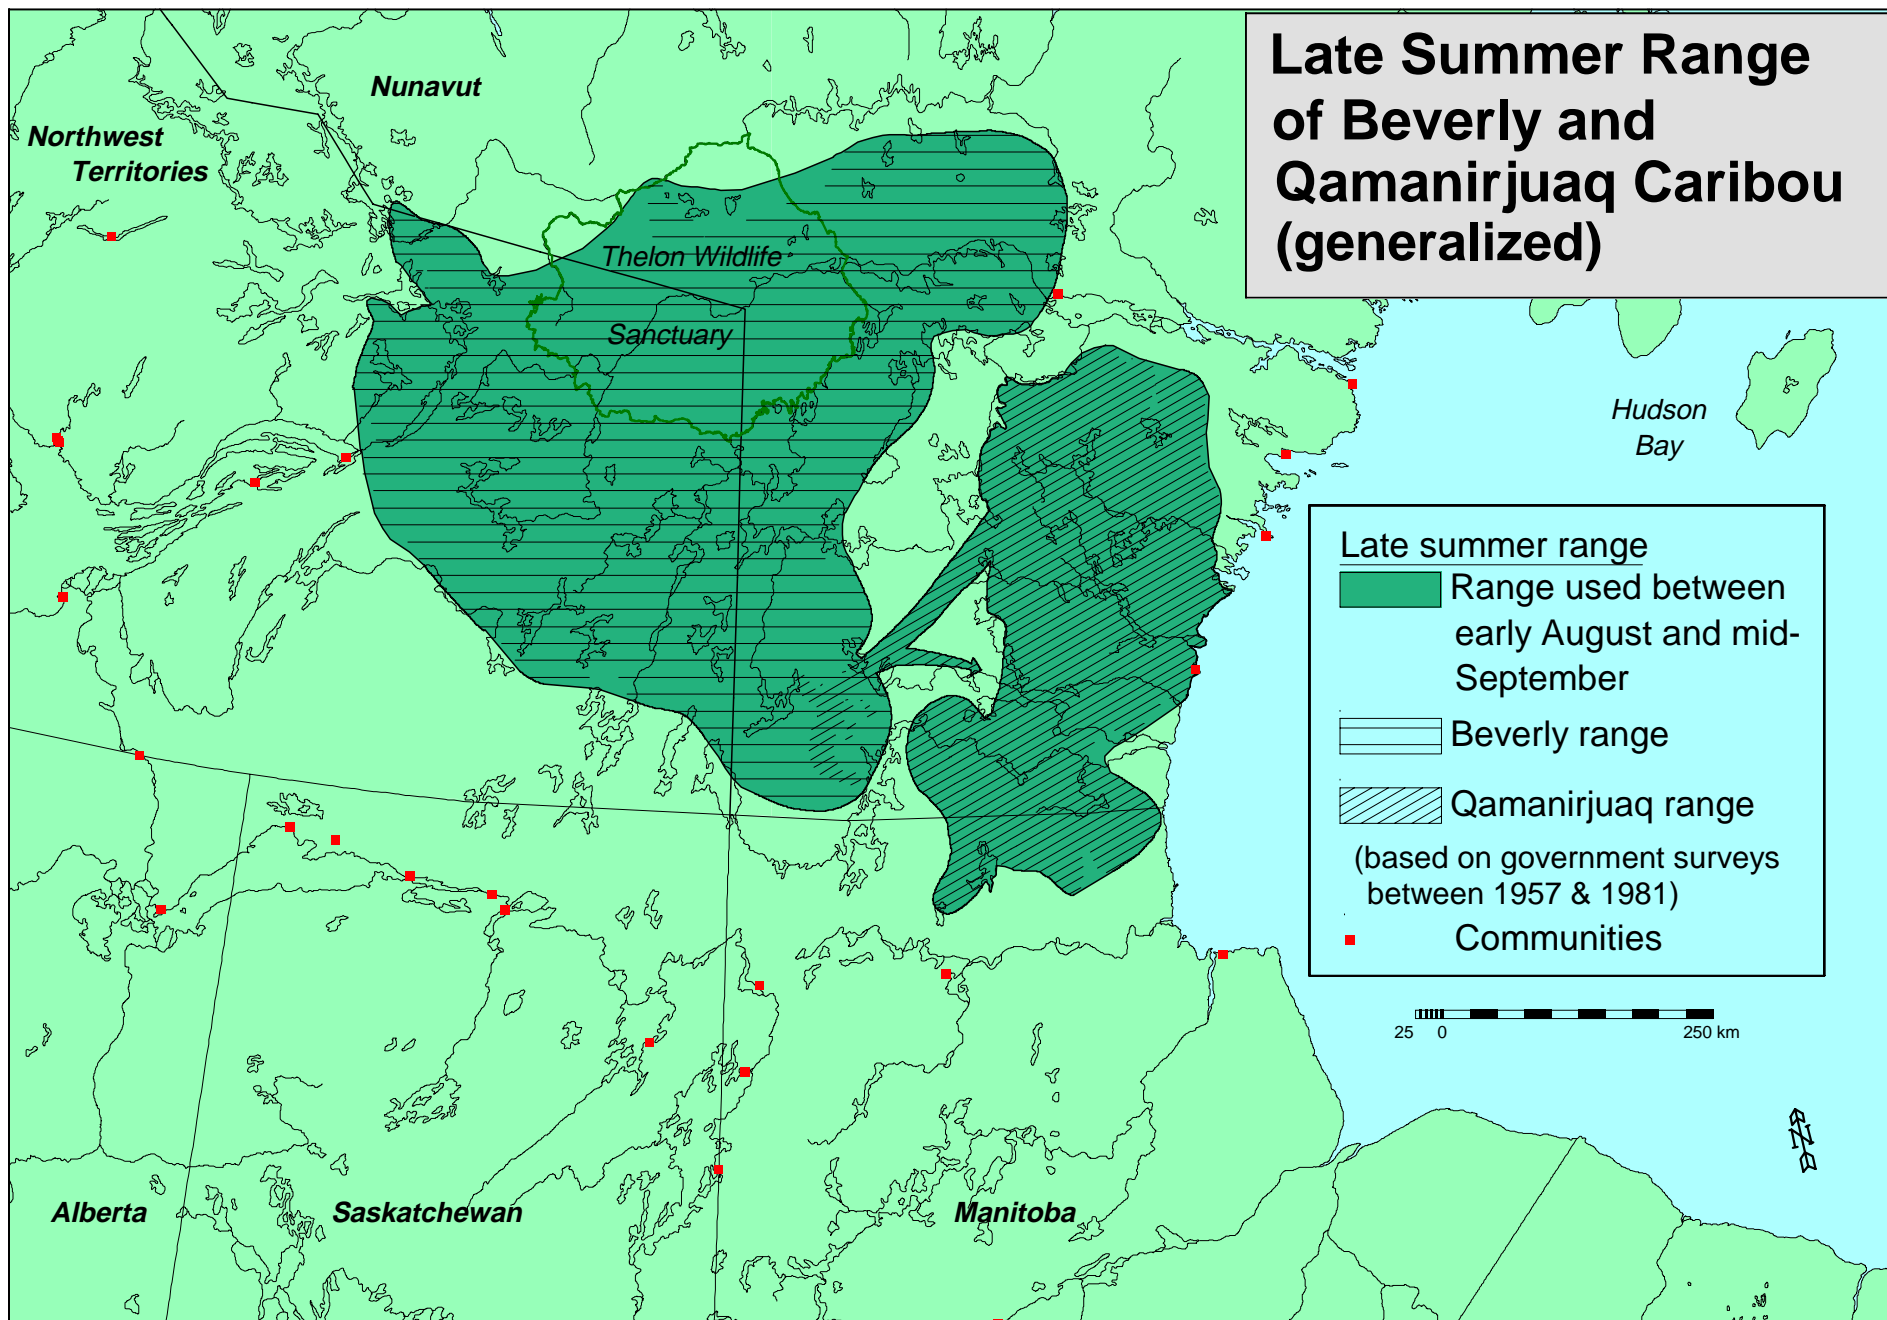 Late Summer Range
of Beverly and
Qamanirjuaq Caribou
(generalized)
Nunavut
Northwest
Territories
Thelon Wildlife
Sanctuary
Hudson
Bay
Late summer range
Range used between
early August and mid-
September
Beverly range
Qamanirjuaq range
(based on government surveys
between 1957 & 1981)
Communities
25 0 250 km
N
Alberta
Saskatchewan
Manitoba